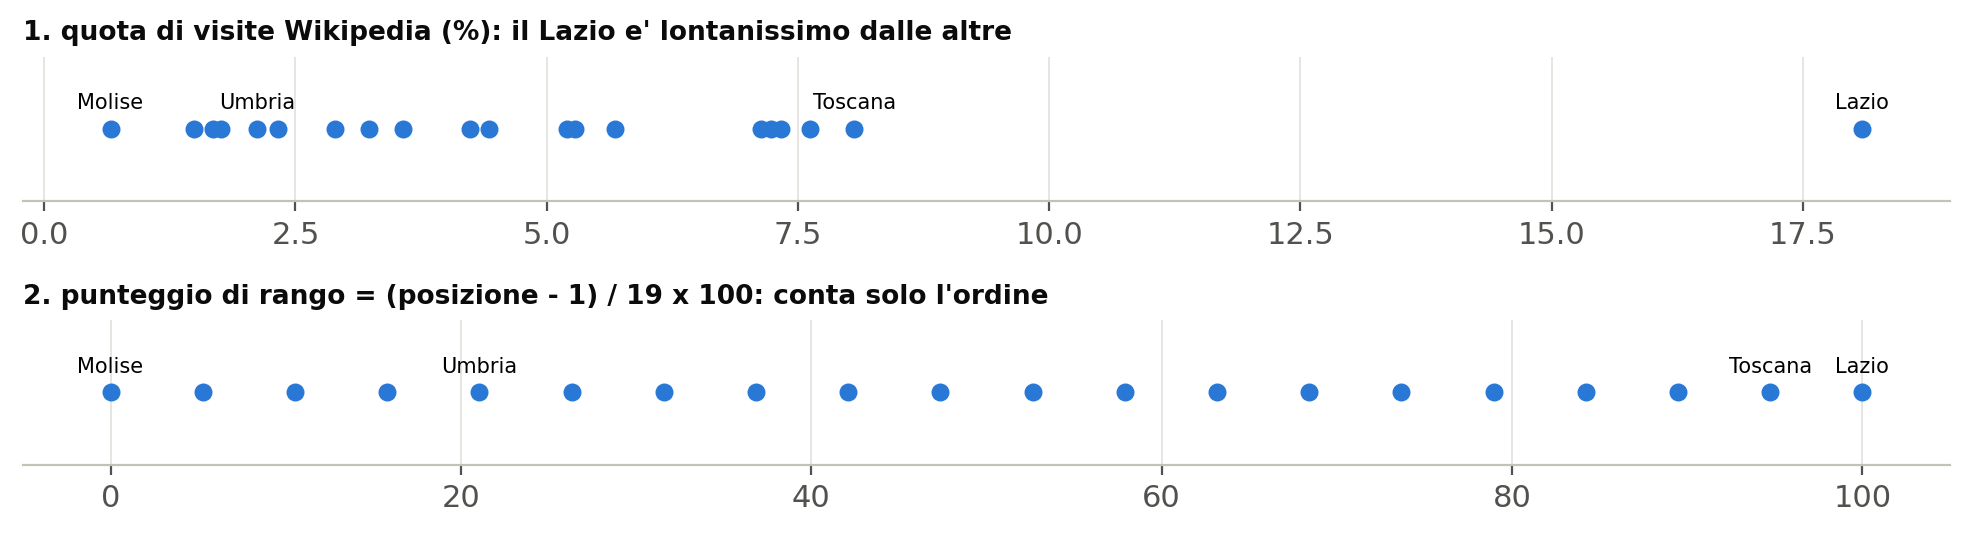 1. quota di visite Wikipedia (%): il Lazio e' lontanissimo dalle altre
Molise Umbria Toscana Lazio
0.0 2.5 5.0 7.5 10.0 12.5 15.0 17.5
2. punteggio di rango = (posizione - 1) / 19 x 100: conta solo l'ordine
Molise Umbria Toscana Lazio
0 20 40 60 80 100